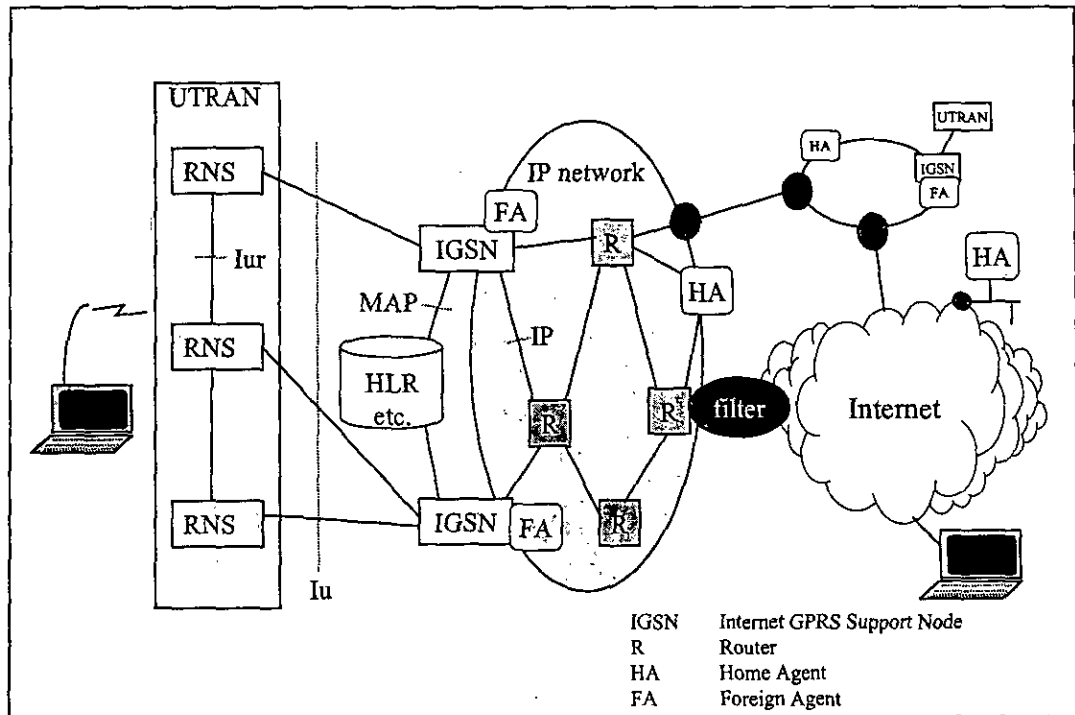 UTRAN
RNS
Iur
RNS
RNS
Iu
IP network
FA
IGSN
R
MAP
IP
HLR
etc.
R
R
HA
IGSN
FA
R
filter
HA
UTRAN
IGSN
FA
HA
Internet
IGSN Internet GPRS Support Node
R Router
HA Home Agent
FA Foreign Agent